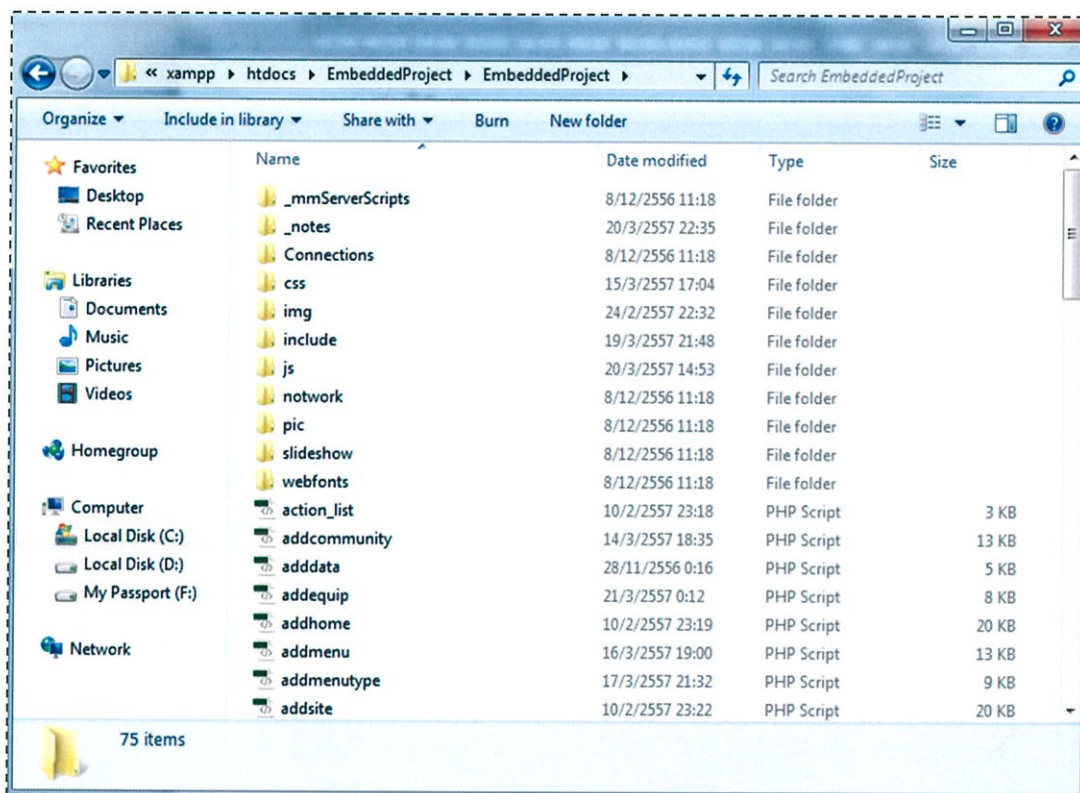 « xampp ▸ htdocs ▸ EmbeddedProject ▸ EmbeddedProject ▸ Search EmbeddedProject
Organize Include in library Share with Burn New folder
Favorites
Desktop
Recent Places
Libraries
Documents
Music
Pictures
Videos
Homegroup
Computer
Local Disk (C:)
Local Disk (D:)
My Passport (F:)
Network
Name Date modified Type Size
_mmServerScripts 8/12/2556 11:18 File folder
_notes 20/3/2557 22:35 File folder
Connections 8/12/2556 11:18 File folder
css 15/3/2557 17:04 File folder
img 24/2/2557 22:32 File folder
include 19/3/2557 21:48 File folder
js 20/3/2557 14:53 File folder
notwork 8/12/2556 11:18 File folder
pic 8/12/2556 11:18 File folder
slideshow 8/12/2556 11:18 File folder
webfonts 8/12/2556 11:18 File folder
action_list 10/2/2557 23:18 PHP Script 3 KB
addcommunity 14/3/2557 18:35 PHP Script 13 KB
adddata 28/11/2556 0:16 PHP Script 5 KB
addequip 21/3/2557 0:12 PHP Script 8 KB
addhome 10/2/2557 23:19 PHP Script 20 KB
addmenu 16/3/2557 19:00 PHP Script 13 KB
addmenutype 17/3/2557 21:32 PHP Script 9 KB
addsite 10/2/2557 23:22 PHP Script 20 KB
75 items